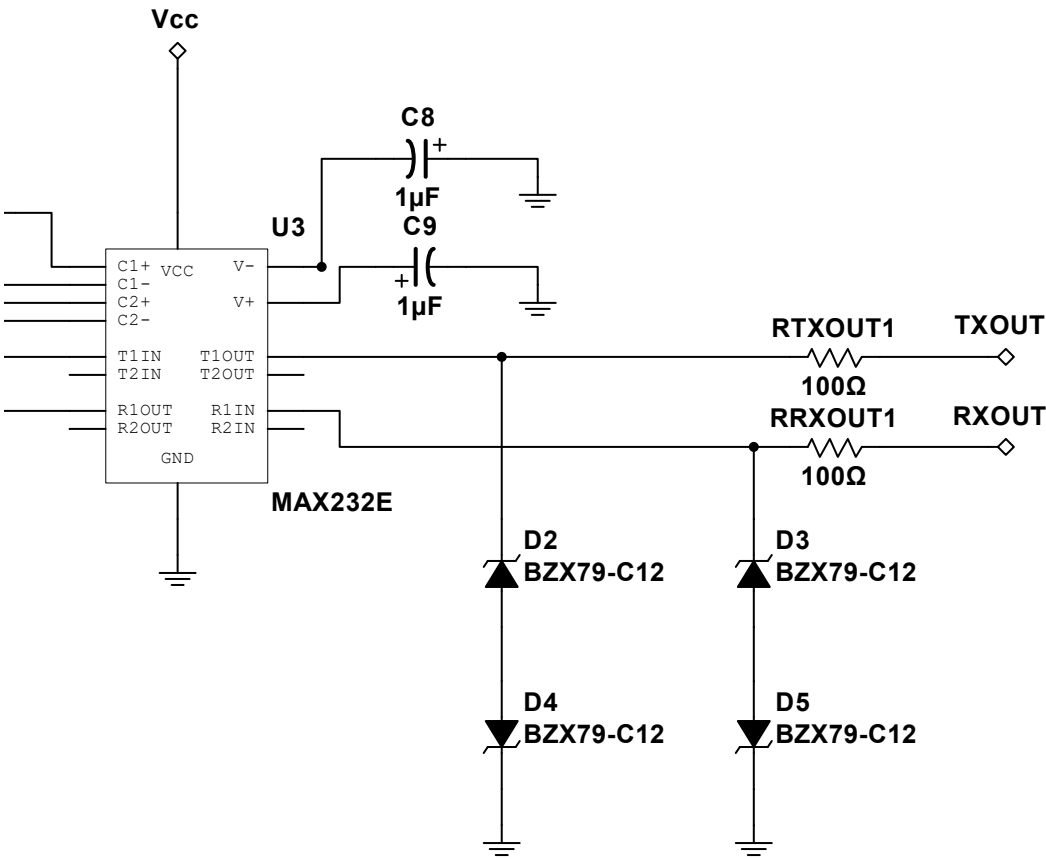 Vcc
C8
+
1µF
C9
+
1µF
U3
C1+ VCC V-
C1-
C2+ V+
C2-
T1IN T1OUT
T2IN T2OUT
R1OUT R1IN
R2OUT R2IN
GND
MAX232E
RTXOUT1 TXOUT
100Ω
RRXOUT1 RXOUT
100Ω
D2
BZX79-C12
D3
BZX79-C12
D4
BZX79-C12
D5
BZX79-C12